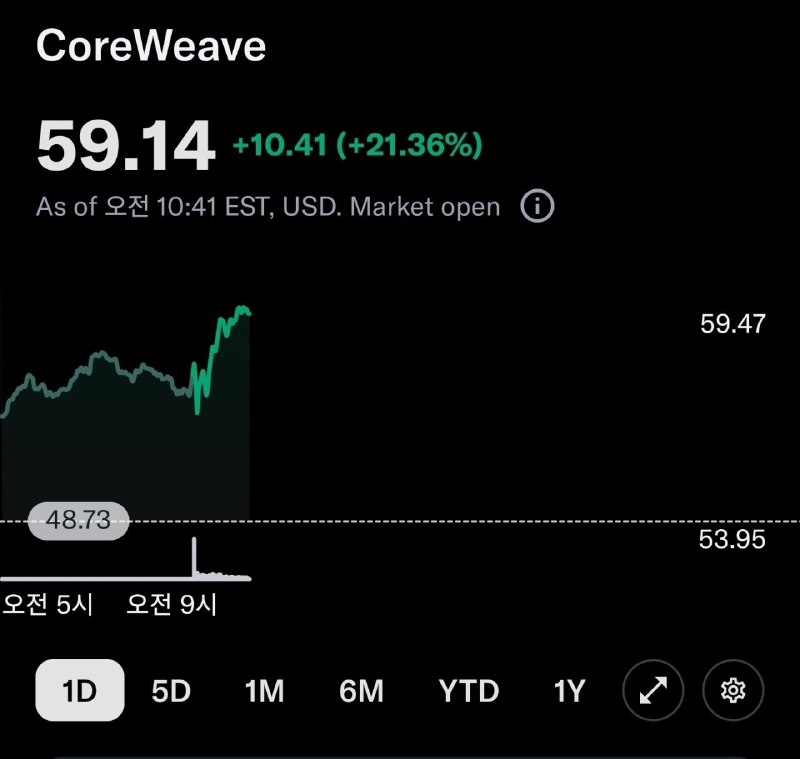 CoreWeave
59.14 +10.41 (+21.36%)
As of 오전 10:41 EST, USD. Market open
59.47
48.73
53.95
오전 5시 오전 9시
1D 5D 1M 6M YTD 1Y